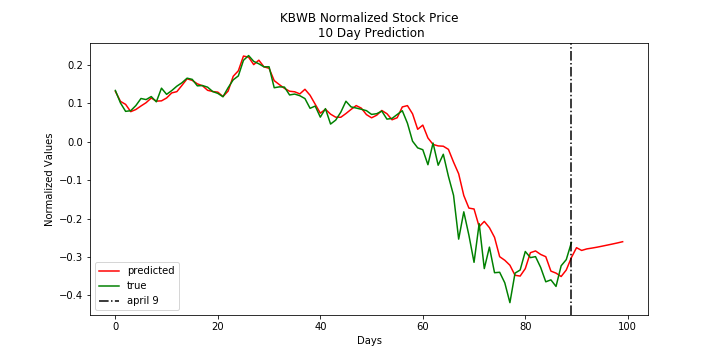 KBWB Normalized Stock Price
10 Day Prediction
Normalized Values
0.2
0.1
0.0
−0.1
−0.2
−0.3
−0.4
predicted
true
april 9
0 20 40 60 80 100
Days